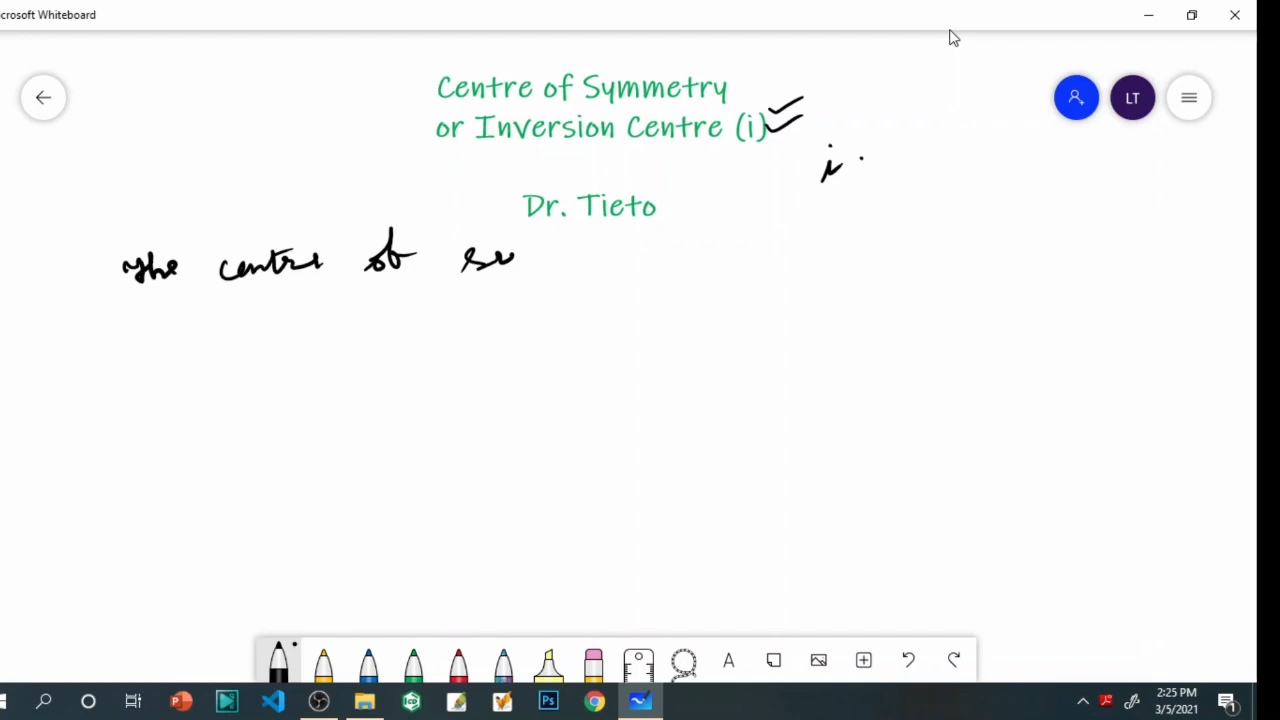 crosoft Whiteboard
Centre of Symmetry
or Inversion Centre (i)
i
LT
Dr. Tieto
The centre of
A
Ps
2:25 PM
3/5/2021